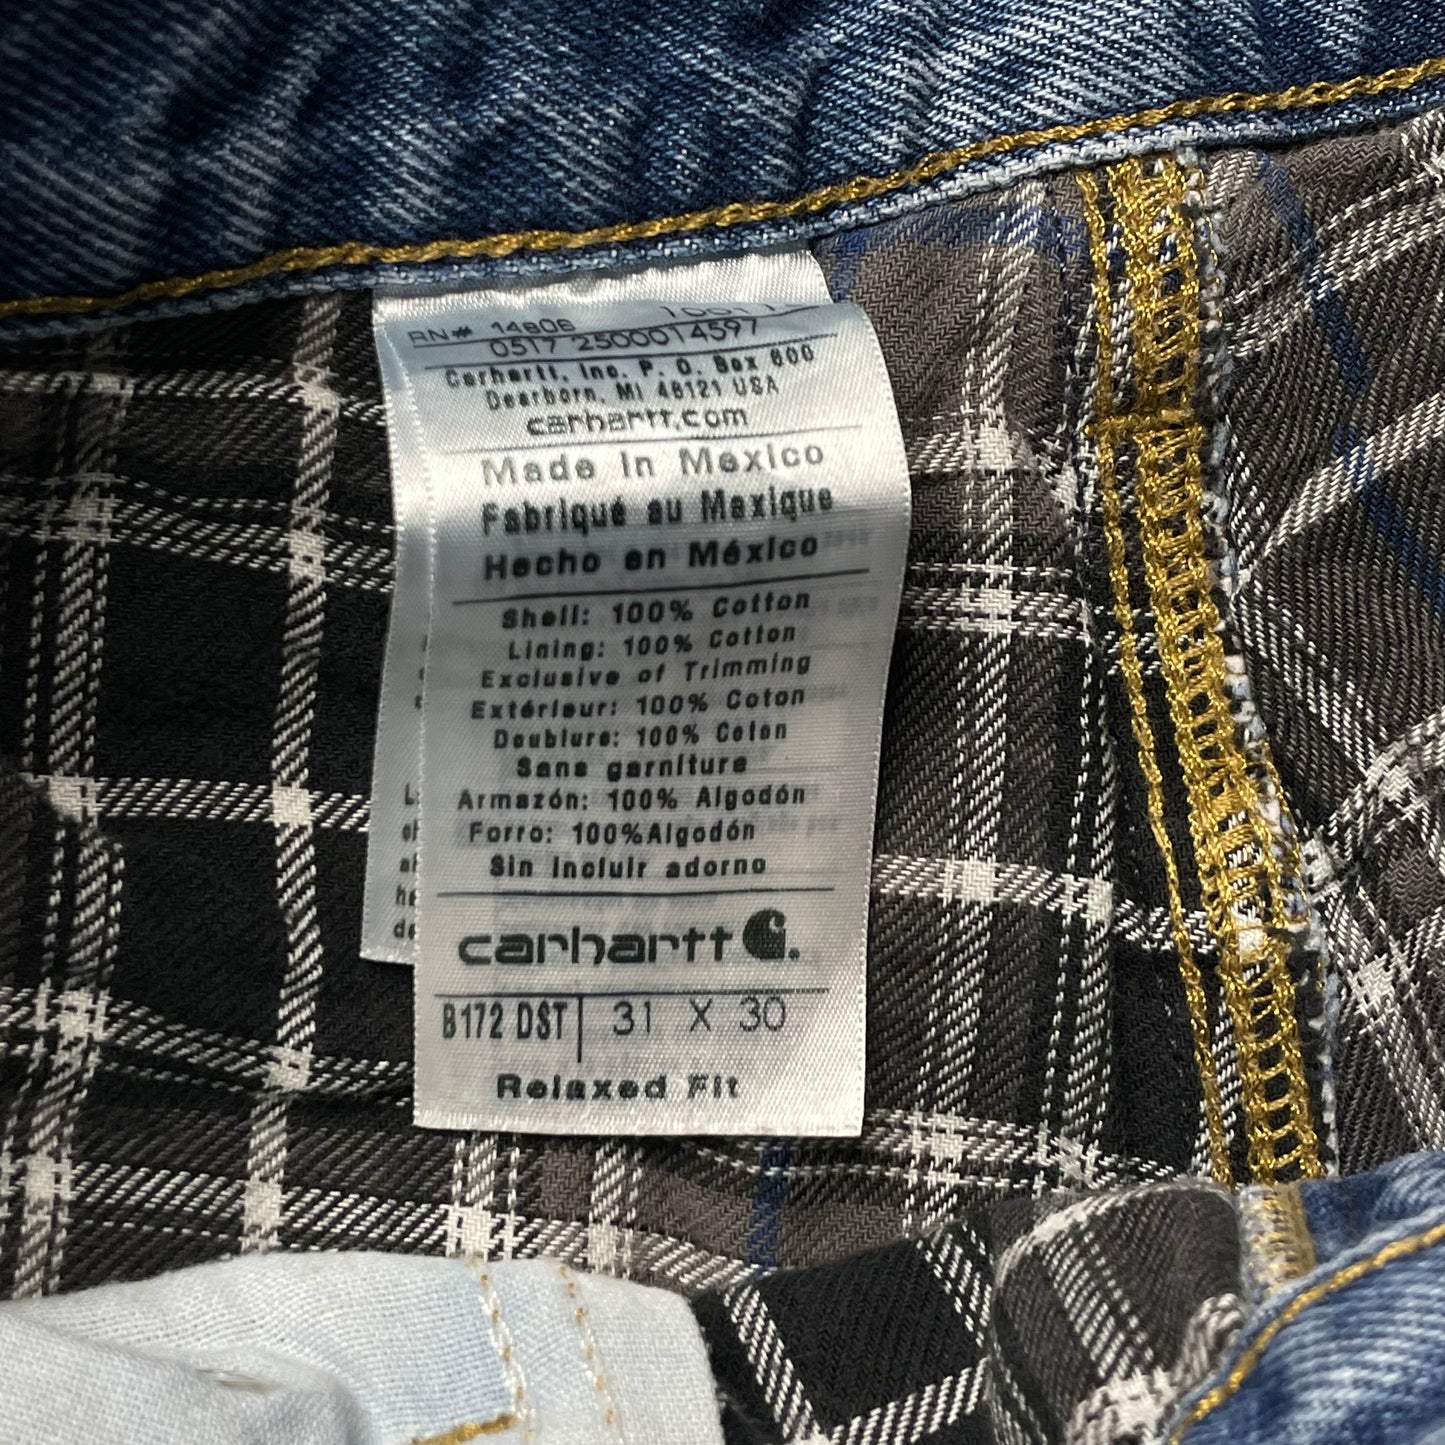 RN# 14806
0517 2500014597
Carhartt, Inc. P. O. Box 600
Dearborn, MI 48121 USA
carhartt.com
Made in Mexico
Fabriqué au Mexique
Hecho en México
Shell: 100% Cotton
Lining: 100% Cotton
Exclusive of Trimming
Extérieur: 100% Coton
Doublure: 100% Coton
Sans garniture
Armazón: 100% Algodón
Forro: 100%Algodón
Sin incluir adorno
carhartt
B172 DST 31 X 30
Relaxed Fit